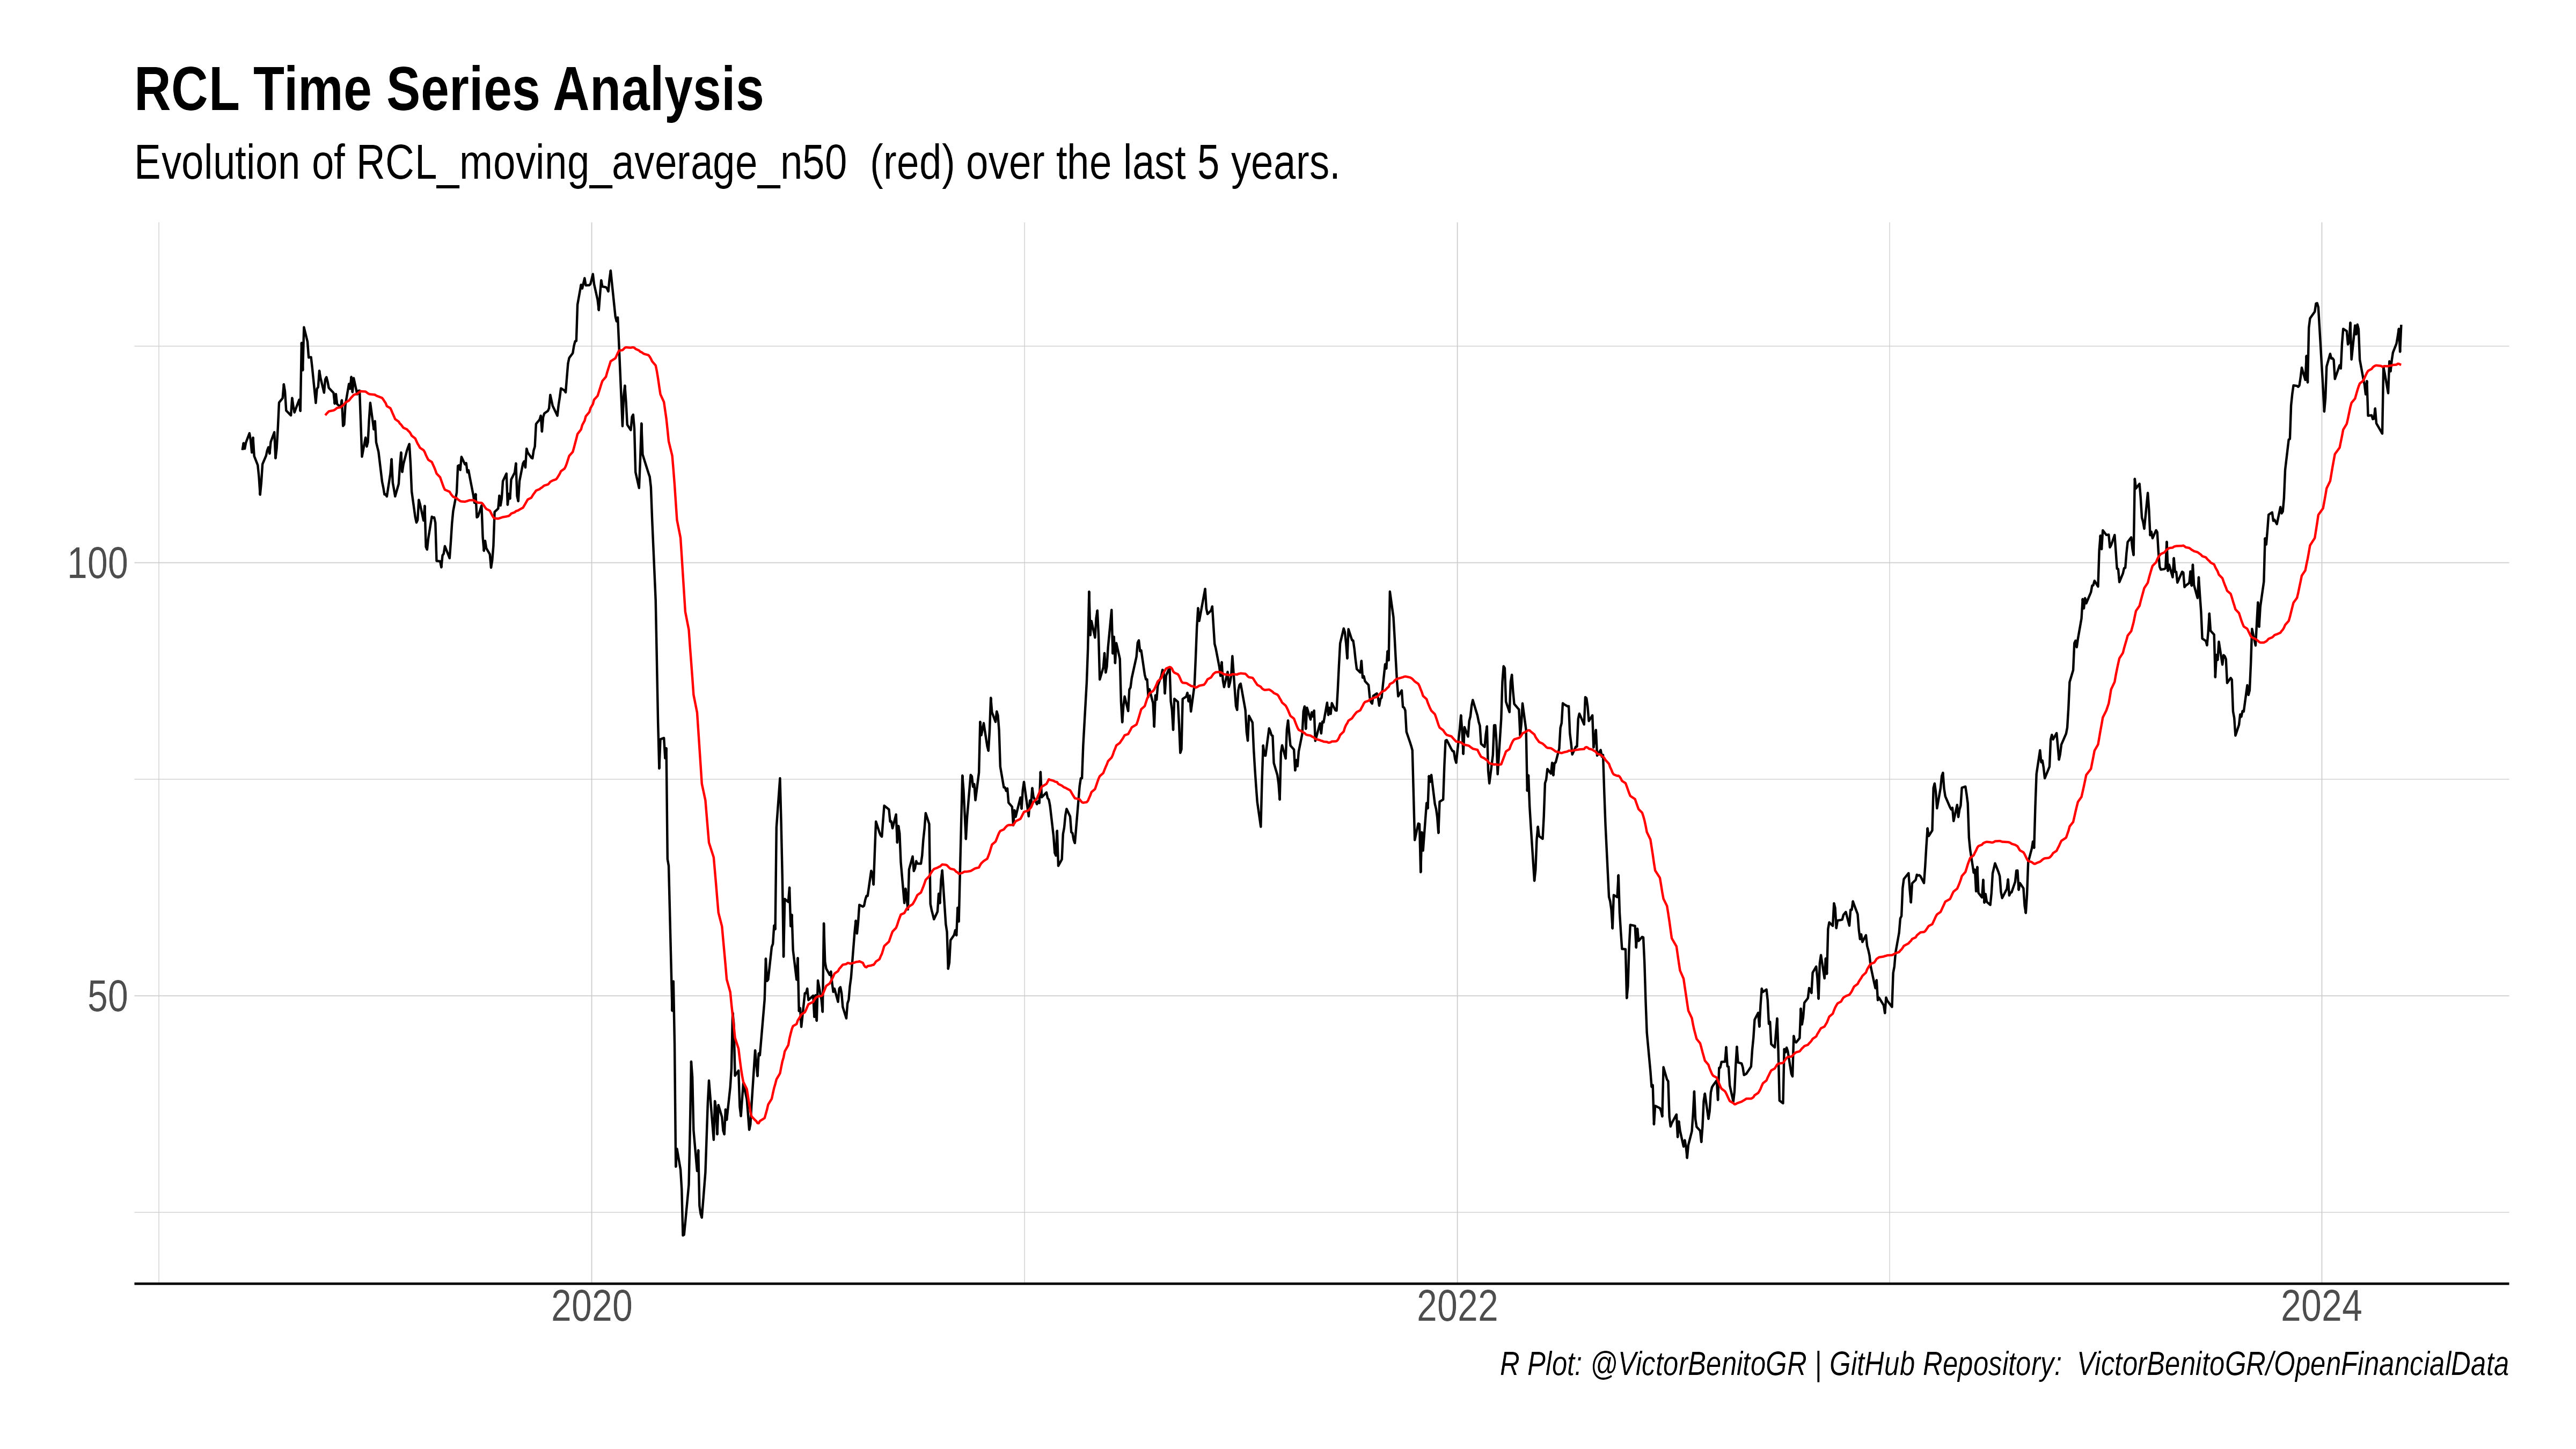 RCL Time Series Analysis
Evolution of RCL_moving_average_n50  (red) over the last 5 years.
100
50
2020 2022 2024
R Plot: @VictorBenitoGR | GitHub Repository:  VictorBenitoGR/OpenFinancialData